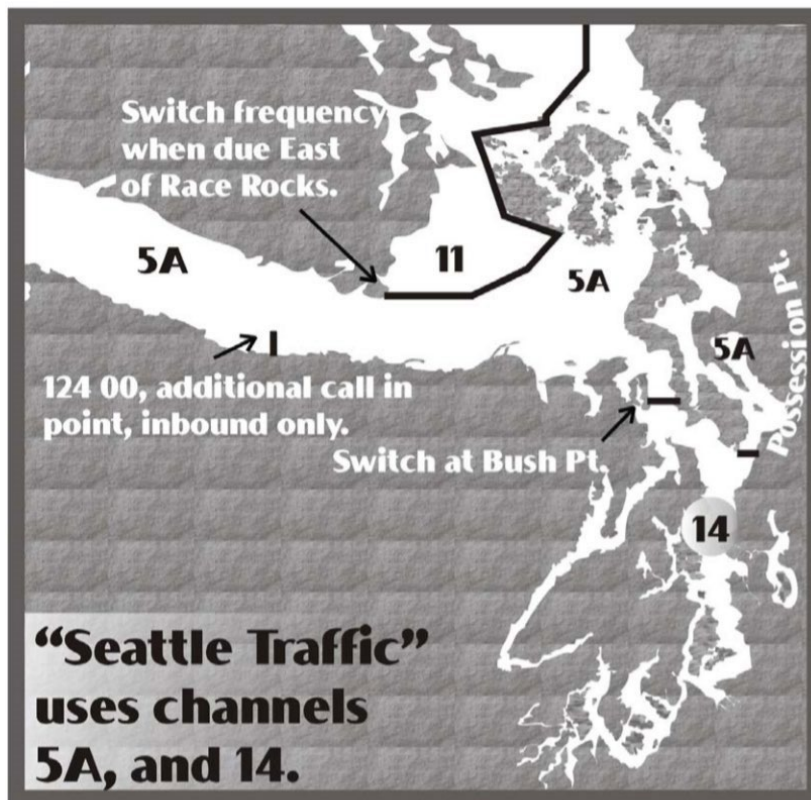 Switch frequency
when due East
of Race Rocks.
5A
11
5A
5A
Possession Pt.
124 00, additional call in
point, inbound only.
Switch at Bush Pt.
14
“Seattle Traffic”
uses channels
5A, and 14.